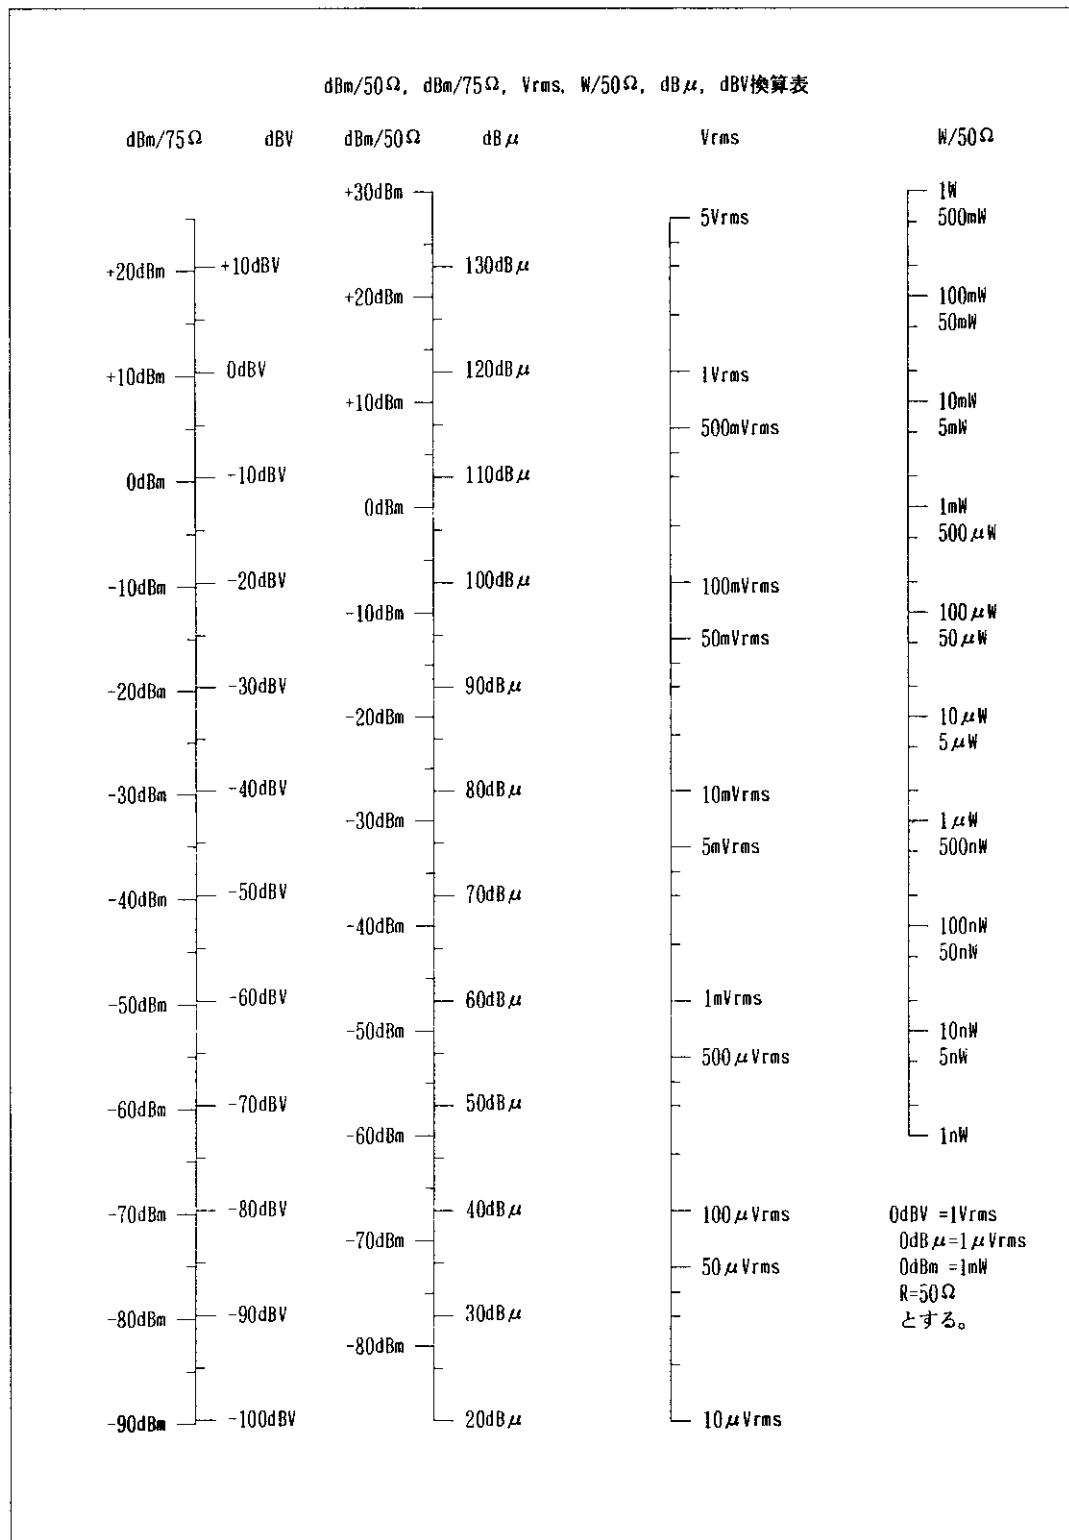 dBm/50Ω, dBm/75Ω, Vrms, W/50Ω, dBμ, dBV換算表
dBm/75Ω dBV dBm/50Ω dBμ Vrms W/50Ω
+30dBm 1W
5Vrms 500mW
+20dBm +10dBV 130dBμ
+20dBm 100mW
50mW
+10dBm 0dBV 120dBμ 1Vrms
+10dBm 10mW
500mVrms 5mW
0dBm -10dBV 110dBμ
0dBm 1mW
500μW
-10dBm -20dBV 100dBμ 100mVrms
-10dBm 100μW
50mVrms 50μW
-20dBm -30dBV 90dBμ
-20dBm 10μW
5μW
-30dBm -40dBV 80dBμ 10mVrms
-30dBm 1μW
5mVrms 500nW
-40dBm -50dBV 70dBμ
-40dBm 100nW
50nW
-50dBm -60dBV 60dBμ 1mVrms
-50dBm 10nW
500μVrms 5nW
-60dBm -70dBV 50dBμ
-60dBm 1nW
-70dBm -80dBV 40dBμ 100μVrms 0dBV =1Vrms
-70dBm 0dBμ=1μVrms
50μVrms 0dBm =1mW
R=50Ω
-80dBm -90dBV 30dBμ とする。
-80dBm
-90dBm -100dBV 20dBμ 10μVrms